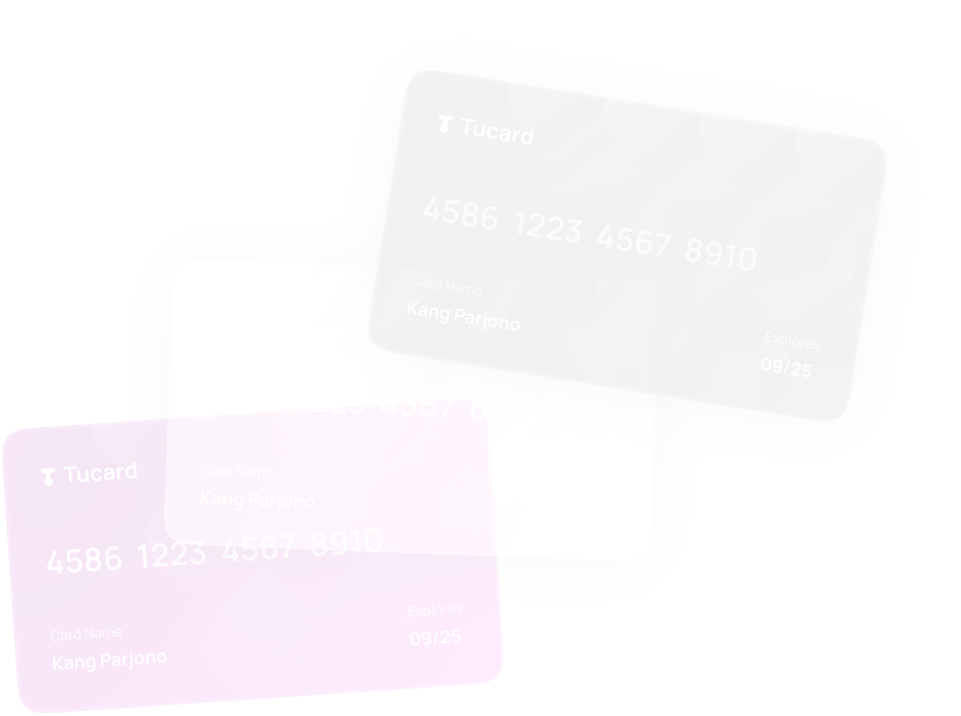 Tucard
4586 1223 4567 8910
Card Name
Kang Parjono
Explores
09/25
4567
Card Name
Kang Parjono
Tucard
4586 1223 4567 8910
Card Name
Kang Parjono
Explores
09/25